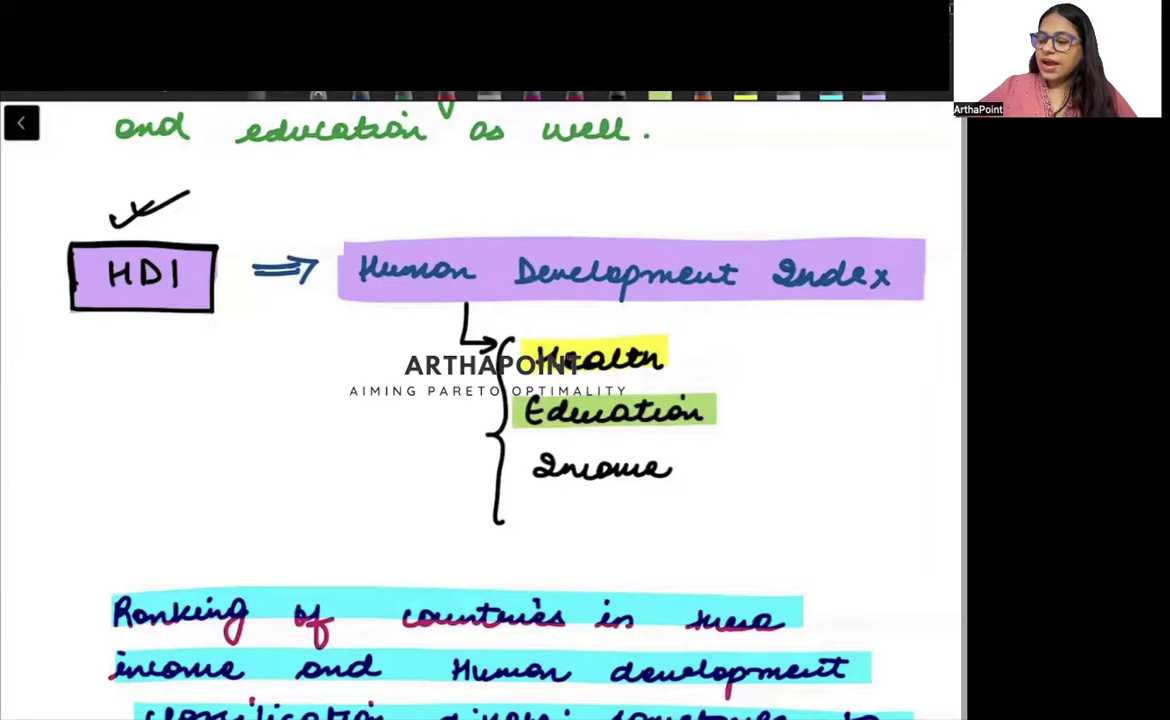 ArthaPoint
and education as well.
HDI ⇒ Human Development Index
Health
ARTHAPOINT
AIMING PARETO OPTIMALITY
Education
Income
Ranking of countries in these
income and Human development
classification